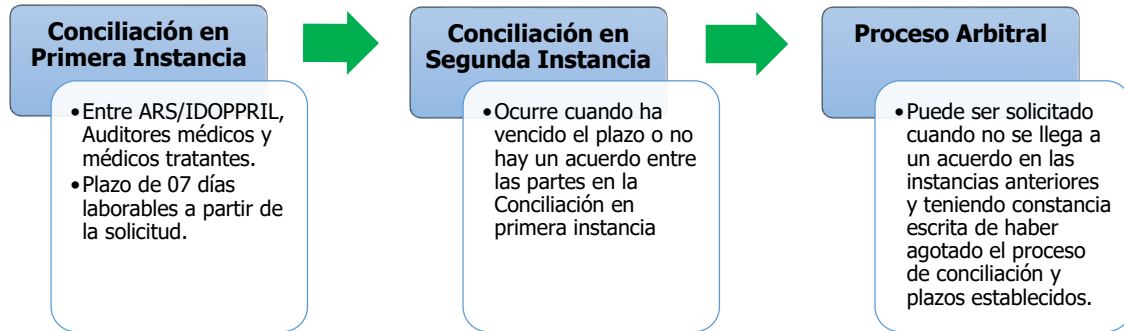 Conciliación en
Primera Instancia
•Entre ARS/IDOPPRIL,
Auditores médicos y
médicos tratantes.
•Plazo de 07 días
laborables a partir de
la solicitud.
Conciliación en
Segunda Instancia
•Ocurre cuando ha
vencido el plazo o no
hay un acuerdo entre
las partes en la
Conciliación en
primera instancia
Proceso Arbitral
•Puede ser solicitado
cuando no se llega a
un acuerdo en las
instancias anteriores
y teniendo constancia
escrita de haber
agotado el proceso
de conciliación y
plazos establecidos.